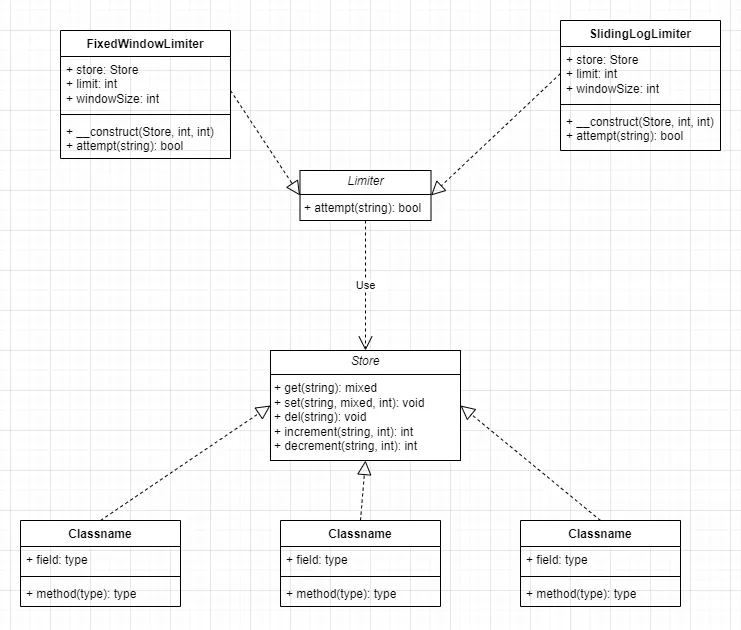 FixedWindowLimiter
+ store: Store
+ limit: int
+ windowSize: int
+ __construct(Store, int, int)
+ attempt(string): bool
SlidingLogLimiter
+ store: Store
+ limit: int
+ windowSize: int
+ __construct(Store, int, int)
+ attempt(string): bool
Limiter
+ attempt(string): bool
Use
Store
+ get(string): mixed
+ set(string, mixed, int): void
+ del(string): void
+ increment(string, int): int
+ decrement(string, int): int
Classname
+ field: type
+ method(type): type
Classname
+ field: type
+ method(type): type
Classname
+ field: type
+ method(type): type